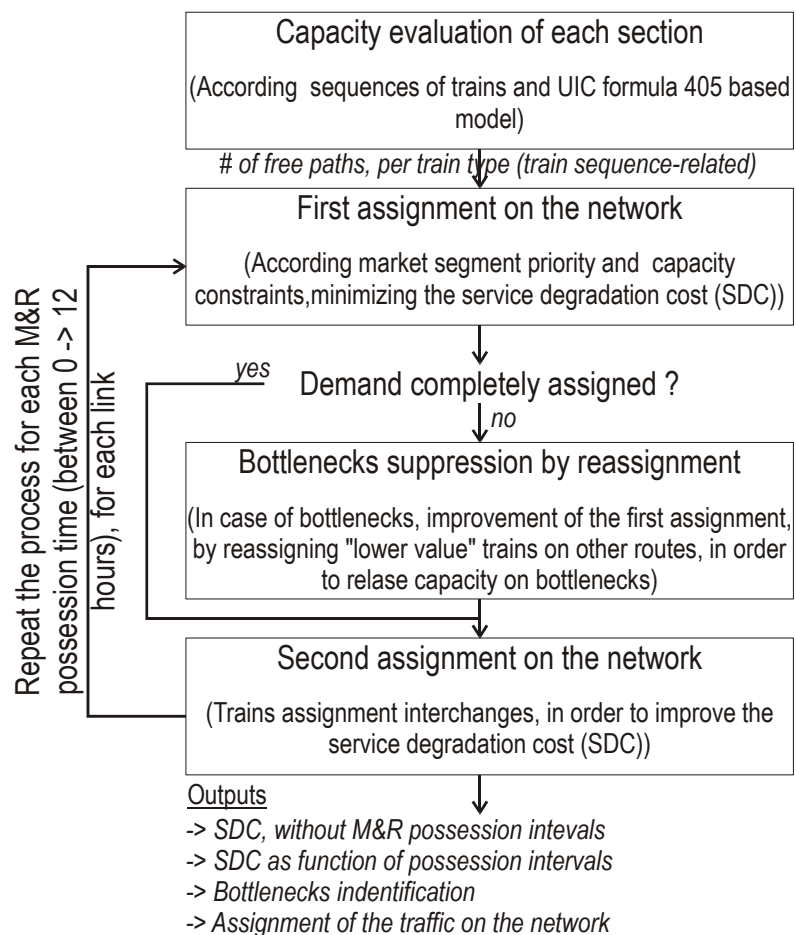 Capacity evaluation of each section
(According sequences of trains and UIC formula 405 based
model)
# of free paths, per train type (train sequence-related)
First assignment on the network
(According market segment priority and capacity
constraints,minimizing the service degradation cost (SDC))
yes
Demand completely assigned ?
no
Bottlenecks suppression by reassignment
(In case of bottlenecks, improvement of the first assignment,
by reassigning "lower value" trains on other routes, in order
to relase capacity on bottlenecks)
Second assignment on the network
(Trains assignment interchanges, in order to improve the
service degradation cost (SDC))
Repeat the process for each M&R
possession time (between 0 -> 12
hours), for each link
Outputs
-> SDC, without M&R possession intevals
-> SDC as function of possession intervals
-> Bottlenecks indentification
-> Assignment of the traffic on the network